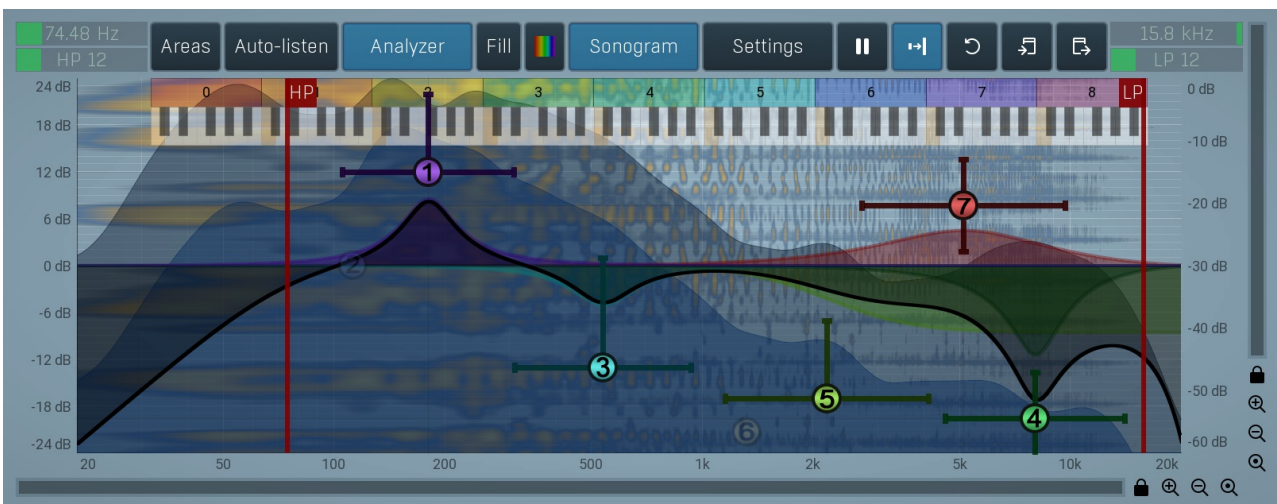 74.48 Hz
HP 12
Areas
Auto-listen
Analyzer
Fill
Sonogram
Settings
15.8 kHz
LP 12
24 dB
18 dB
12 dB
6 dB
0 dB
-6 dB
-12 dB
-18 dB
-24 dB
0
HP
1
2
3
4
5
6
7
8
LP
0 dB
-10 dB
-20 dB
-30 dB
-40 dB
-50 dB
-60 dB
1
7
2
3
5
4
6
20
50
100
200
500
1k
2k
5k
10k
20k